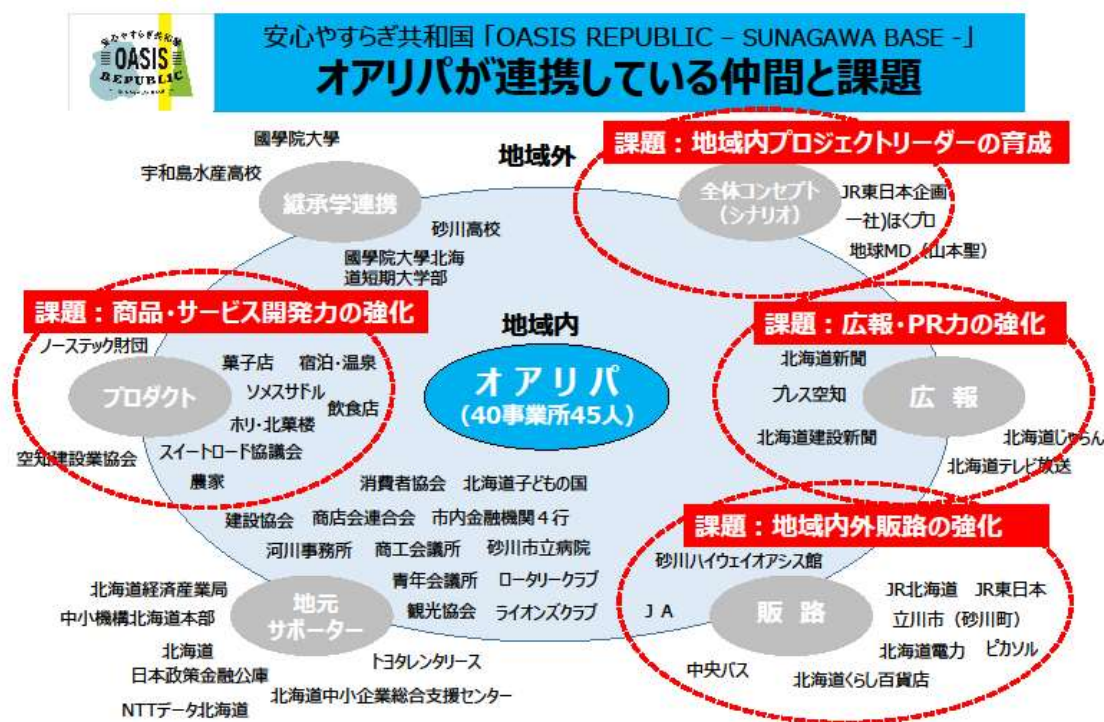 安心やすらぎ共和国
OASIS
REPUBLIC
安心やすらぎ共和国「OASIS REPUBLIC – SUNAGAWA BASE -」
オアリパが連携している仲間と課題
國學院大學
宇和島水産高校
継承学連携
砂川高校
國學院大學北海
道短期大学部
地域外
課題：地域内プロジェクトリーダーの育成
全体コンセプト
（シナリオ）
JR東日本企画
一社)ほくプロ
地球MD（山本聖）
課題：商品・サービス開発力の強化
ノーステック財団
プロダクト
菓子店
宿泊・温泉
ソメスサドル
飲食店
ホリ・北菓楼
スイートロード協議会
空知建設業協会
農家
地域内
オアリパ
(40事業所45人)
課題：広報・PR力の強化
北海道新聞
プレス空知
広報
北海道建設新聞
北海道じゃらん
北海道テレビ放送
消費者協会
北海道子どもの国
建設協会
商店会連合会
市内金融機関４行
河川事務所
商工会議所
砂川市立病院
青年会議所
ロータリークラブ
観光協会
ライオンズクラブ
ＪＡ
課題：地域内外販路の強化
砂川ハイウェイオアシス館
販路
JR北海道
JR東日本
立川市（砂川町）
北海道電力
ピカソル
中央バス
北海道くらし百貨店
北海道経済産業局
中小機構北海道本部
地元
サポーター
北海道
日本政策金融公庫
トヨタレンタリース
北海道中小企業総合支援センター
NTTデータ北海道